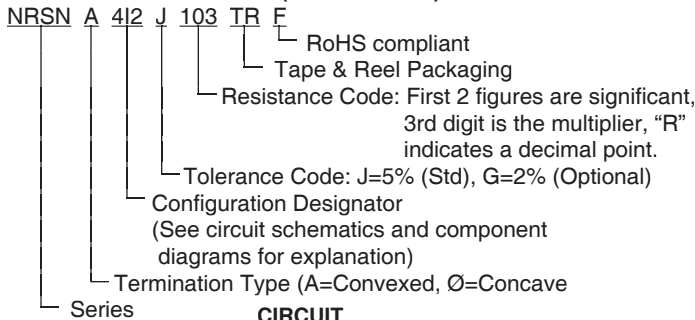 NRSN A 4I2 J 103 TR F
RoHS compliant
Tape & Reel Packaging
Resistance Code: First 2 figures are significant,
3rd digit is the multiplier, “R”
indicates a decimal point.
Tolerance Code: J=5% (Std), G=2% (Optional)
Configuration Designator
(See circuit schematics and component
diagrams for explanation)
Termination Type (A=Convexed, Ø=Concave
Series
CIRCUIT